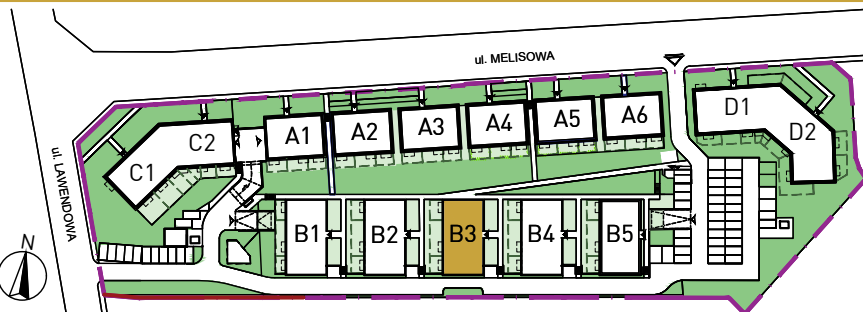 ul. MELISOWA
ul. LAWENDOWA
C1
C2
A1
A2
A3
A4
A5
A6
D1
D2
B1
B2
B3
B4
B5
N